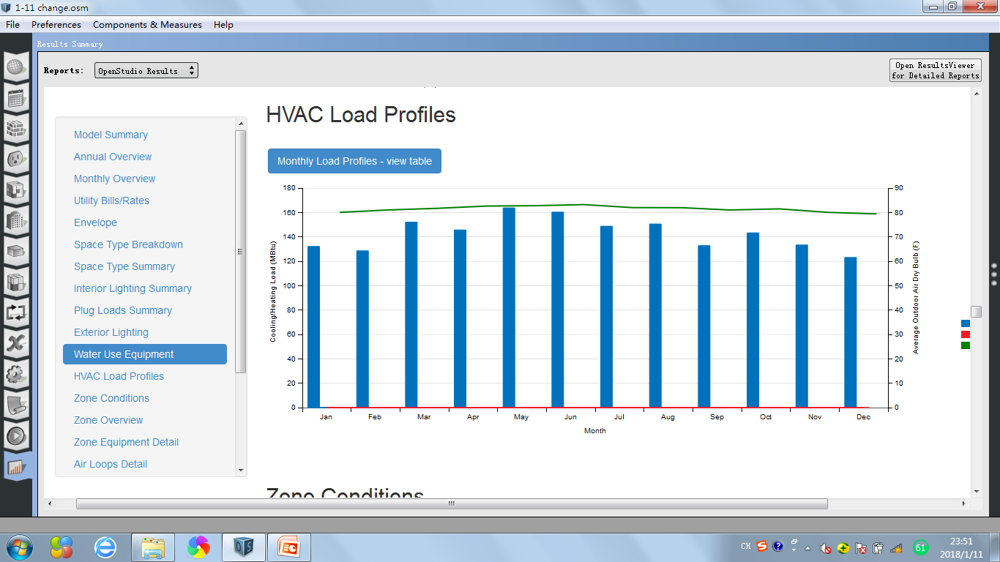 1-11 change.osm
File Preferences Components & Measures Help
Results Summary
Reports: OpenStudio Results
Open ResultsViewer
for Detailed Reports
Model Summary
Annual Overview
Monthly Overview
Utility Bills/Rates
Envelope
Space Type Breakdown
Space Type Summary
Interior Lighting Summary
Plug Loads Summary
Exterior Lighting
Water Use Equipment
HVAC Load Profiles
Zone Conditions
Zone Overview
Zone Equipment Detail
Air Loops Detail
HVAC Load Profiles
Monthly Load Profiles - view table
Cooling/Heating Load (MBtu)
180
160
140
120
100
80
60
40
20
0
90
80
70
60
50
40
30
20
10
0
Average Outdoor Air Dry Bulb (F)
Jan Feb Mar Apr May Jun Jul Aug Sep Oct Nov Dec
Month
Zone Conditions
CH
61
23:51
2018/1/11